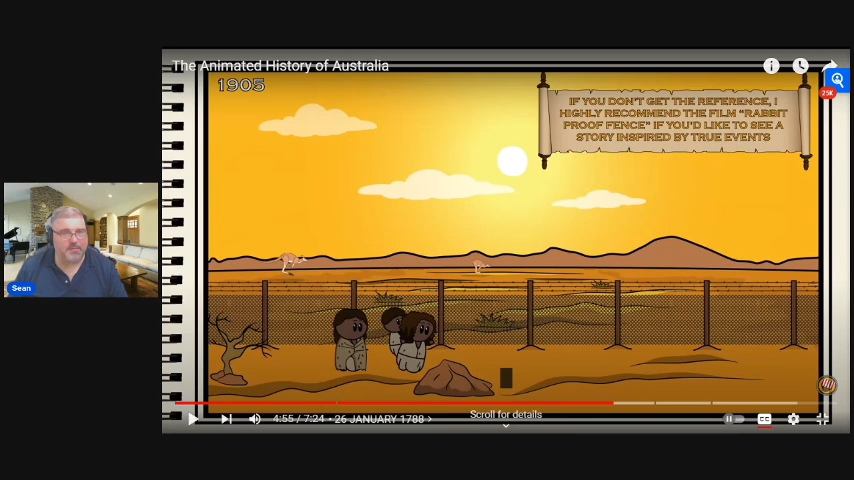 The Animated History of Australia
1905
IF YOU DON'T GET THE REFERENCE, I
HIGHLY RECOMMEND THE FILM "RABBIT
PROOF FENCE" IF YOU'D LIKE TO SEE A
STORY INSPIRED BY TRUE EVENTS
25K
Sean
4:55 / 7:24 • 26 JANUARY 1788 >
Scroll for details
CC